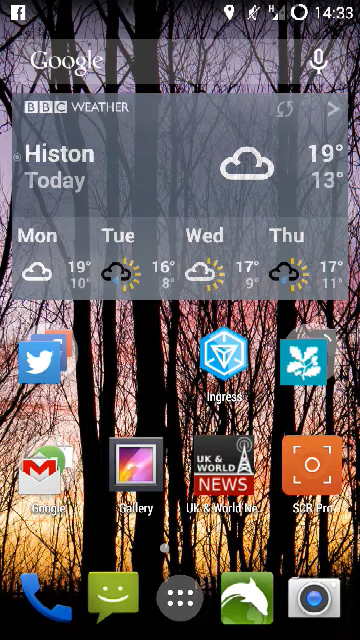 14:33
Google
BBC WEATHER
Histon
19°
Today
13°
Mon
Tue
Wed
Thu
19°
10°
16°
8°
17°
9°
17°
11°
Ingress
UK &
WORLD
NEWS
Google
Gallery
UK & World Ne
SCR Pro